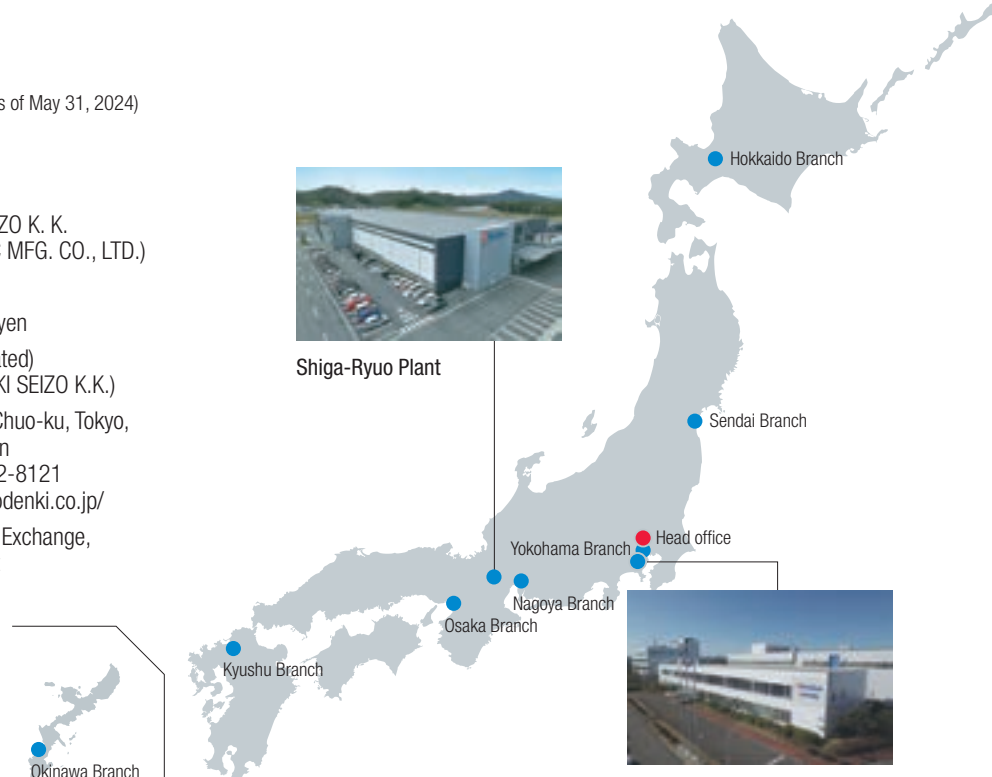 s of May 31, 2024)
ZO K. K.
MFG. CO., LTD.)
yen
ted)
KI SEIZO K.K.)
Chuo-ku, Tokyo,
n
2-8121
odenki.co.jp/
Exchange,
Shiga-Ryuo Plant
Hokkaido Branch
Sendai Branch
Head office
Yokohama Branch
Nagoya Branch
Osaka Branch
Kyushu Branch
Okinawa Branch